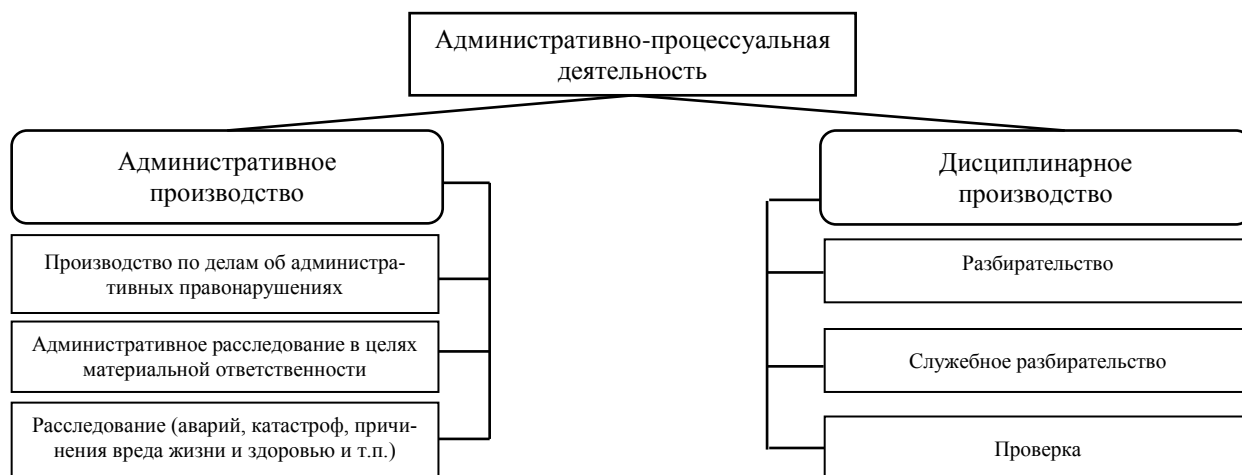 Административно-процессуальная
деятельность
Административное
производство
Производство по делам об администра-
тивных правонарушениях
Административное расследование в целях
материальной ответственности
Расследование (аварий, катастроф, причи-
нения вреда жизни и здоровью и т.п.)
Дисциплинарное
производство
Разбирательство
Служебное разбирательство
Проверка